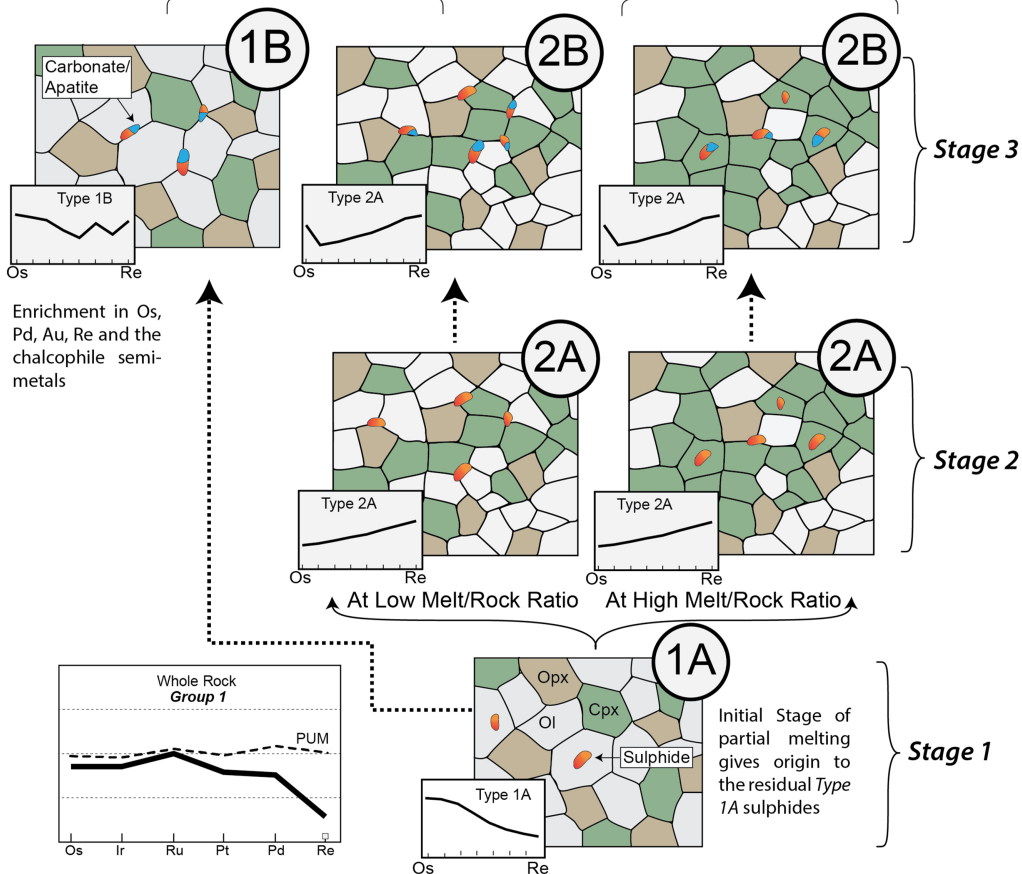 1B
2B
2B
Carbonate/
Apatite
Stage 3
Type 1B
Type 2A
Type 2A
Os
Re
Os
Re
Os
Re
Enrichment in Os,
Pd, Au, Re and the
chalcophile semi-
metals
2A
2A
Stage 2
Type 2A
Type 2A
Os
Re
Os
Re
At Low Melt/Rock Ratio
At High Melt/Rock Ratio
1A
Opx
Cpx
Ol
Sulphide
Initial Stage of
partial melting
gives origin to
the residual Type
1A sulphides
Stage 1
Whole Rock
Group 1
PUM
Os
Ir
Ru
Pt
Pd
Re
Type 1A
Os
Re